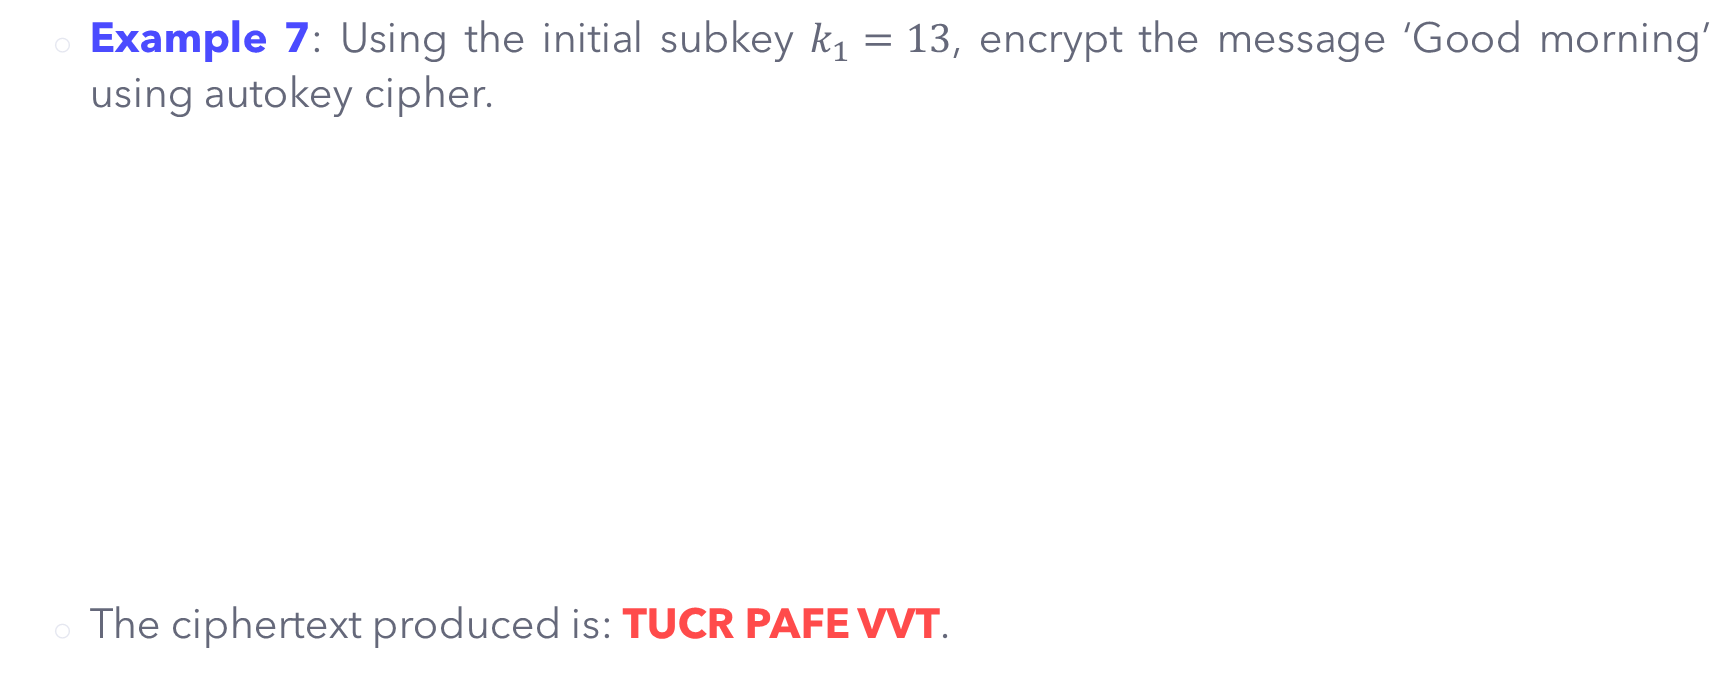 Example 7: Using the initial subkey k₁ = 13, encrypt the message ‘Good morning’
using autokey cipher.
The ciphertext produced is: TUCR PAFE VVT.